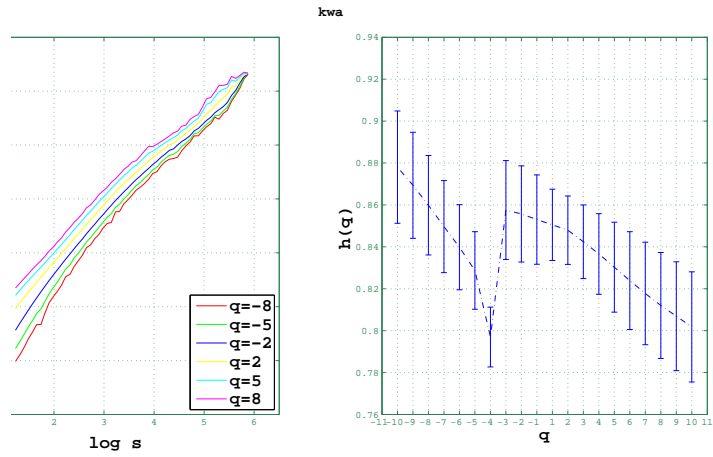 kwa
q=-8
q=-5
q=-2
q=2
q=5
q=8
2 3 4 5 6
log s
0.94
0.92
0.9
0.88
0.86
0.84
0.82
0.8
0.78
0.76
h(q)
-11 -10 -9 -8 -7 -6 -5 -4 -3 -2 -1 1 2 3 4 5 6 7 8 9 10 11
q